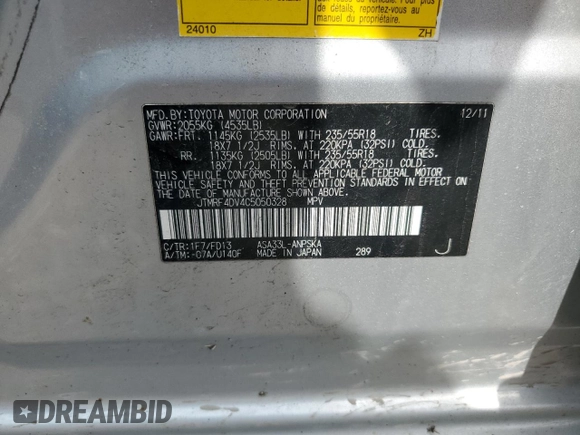 de détails, reportez-vous au
manuel du propriétaire.
24010
ZH
MFD. BY: TOYOTA MOTOR CORPORATION 12/11
GVWR: 2055KG (4535LB)
GAWR: FRT. 1145KG (2535LB) WITH 235/55R18 TIRES.
18X7 1/2J RIMS. AT 220KPA (32PSI) COLD.
RR. 1135KG (2505LB) WITH 235/55R18 TIRES.
18X7 1/2J RIMS. AT 220KPA (32PSI) COLD.
THIS VEHICLE CONFORMS TO ALL APPLICABLE FEDERAL MOTOR
VEHICLE SAFETY AND BUMPER STANDARDS IN EFFECT ON THE DATE
OF MANUFACTURE SHOWN ABOVE.
JTMRF4DV4C5050328 MPV
C/TR: 1F7/FD13 ASA33L-ANPSKA
A/TM: -07A/U140F MADE IN JAPAN 289 J
DREAMBID